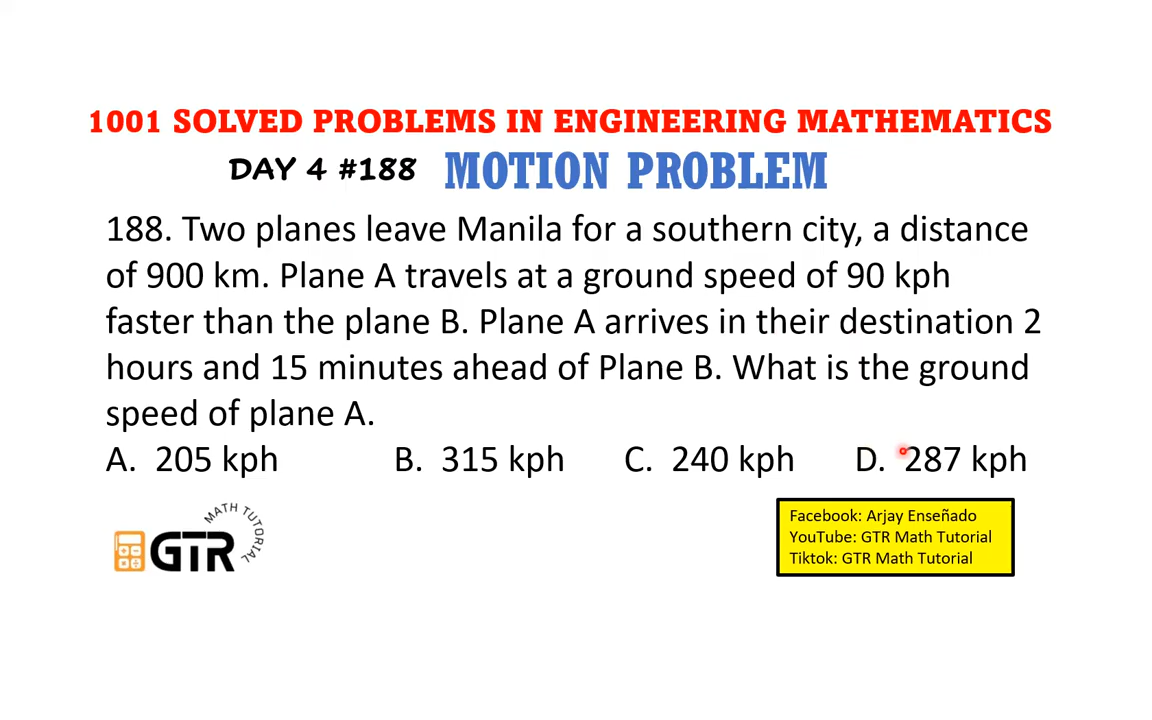 1001 SOLVED PROBLEMS IN ENGINEERING MATHEMATICS
DAY 4 #188 MOTION PROBLEM
188. Two planes leave Manila for a southern city, a distance
of 900 km. Plane A travels at a ground speed of 90 kph
faster than the plane B. Plane A arrives in their destination 2
hours and 15 minutes ahead of Plane B. What is the ground
speed of plane A.
A. 205 kph B. 315 kph C. 240 kph D. 287 kph
MATH TUTORIAL
GTR
Facebook: Arjay Enseñado
YouTube: GTR Math Tutorial
Tiktok: GTR Math Tutorial